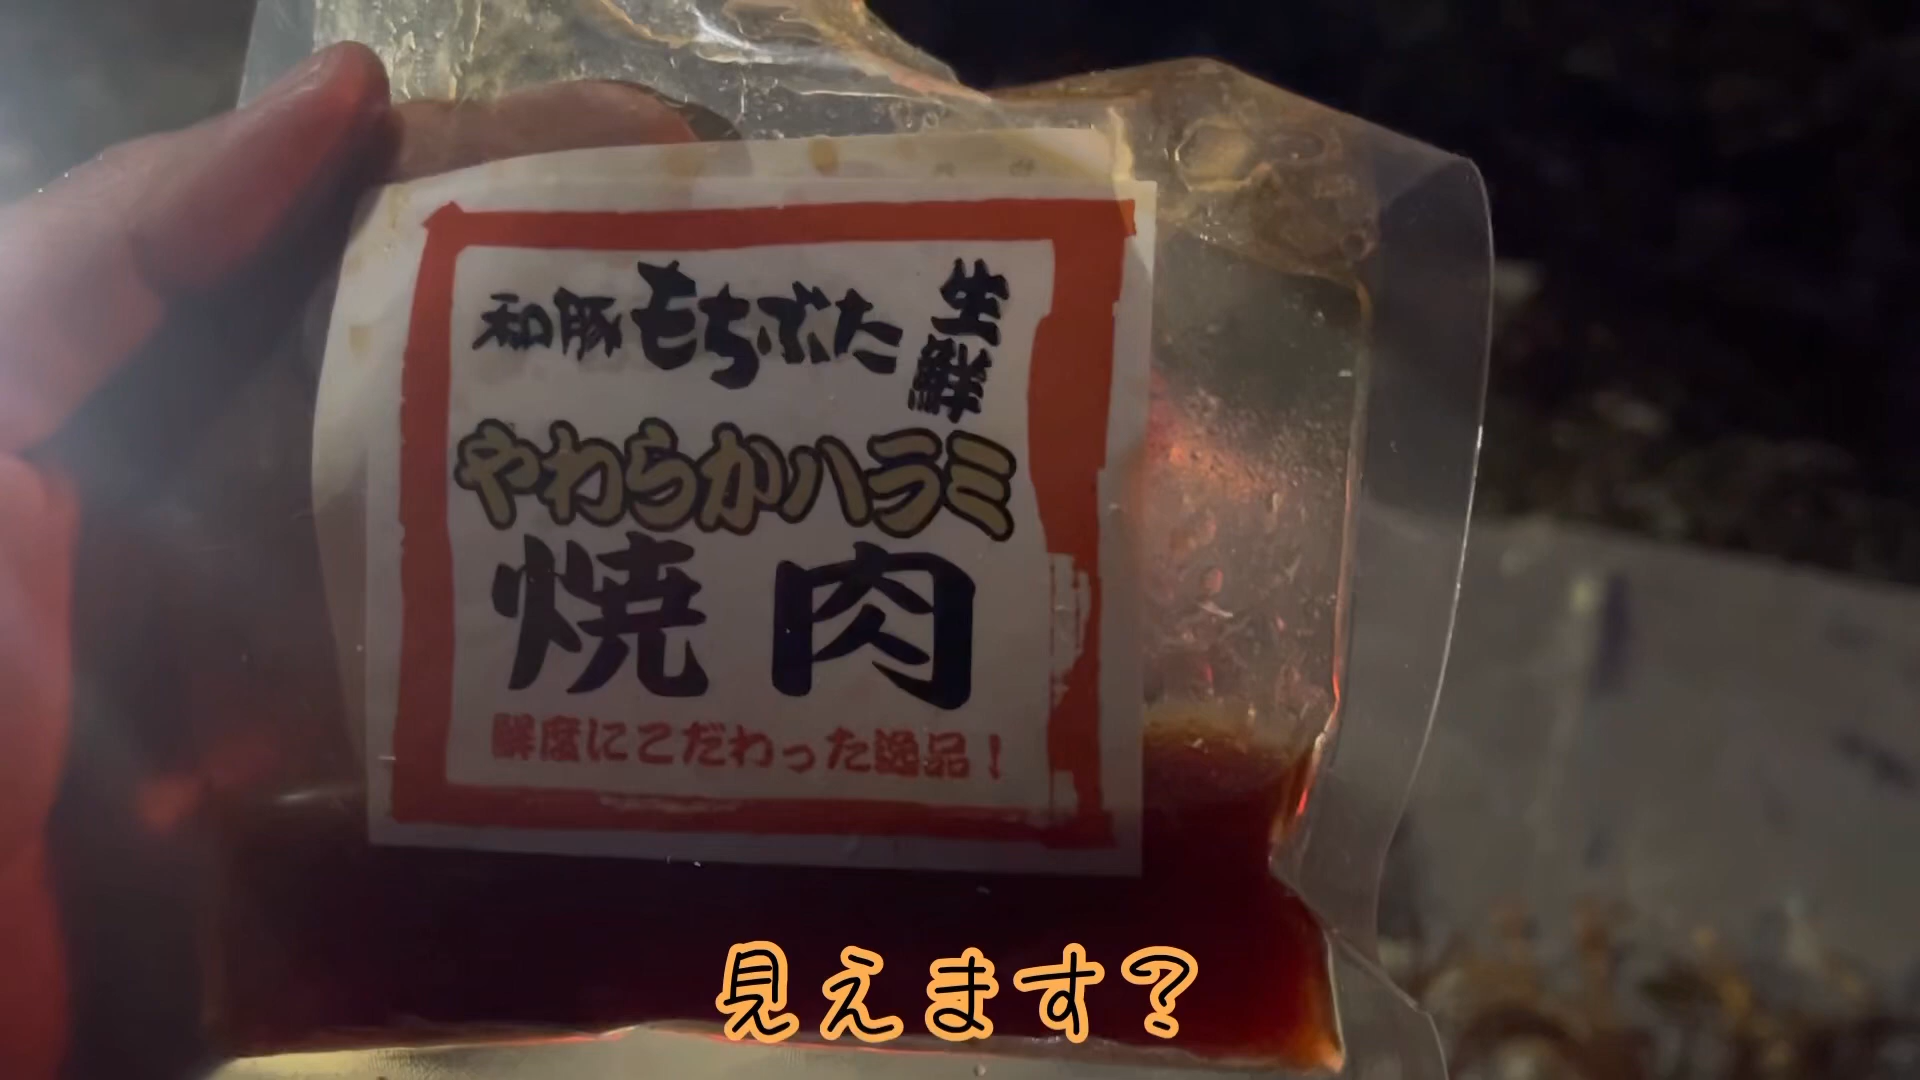 和豚もちぶた
生鮮
やわらかハラミ
焼肉
鮮度にこだわった逸品！
見えます？